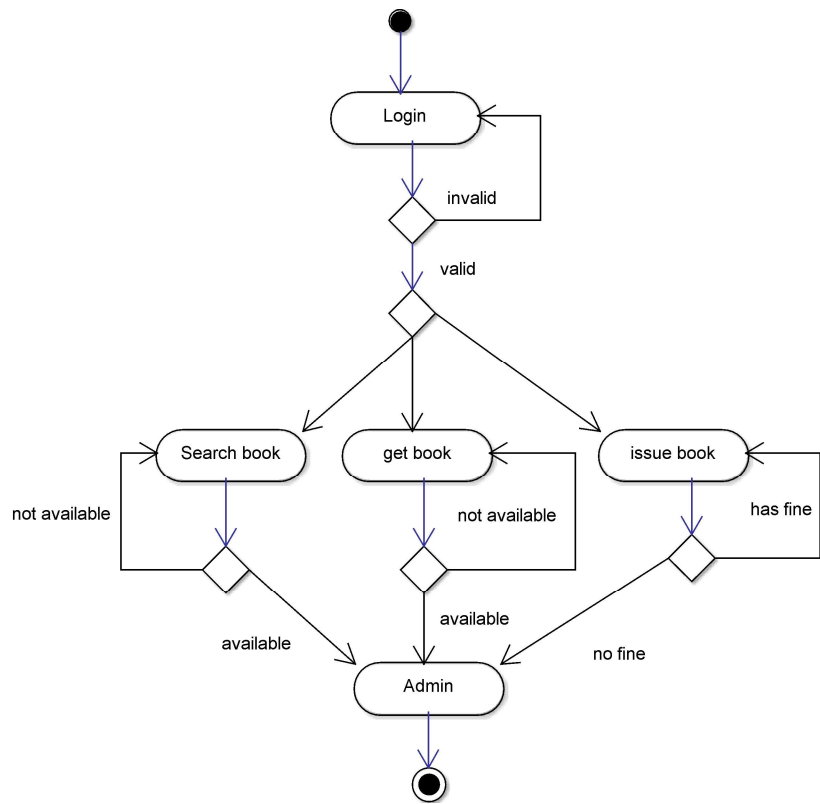 Login
invalid
valid
Search book
get book
issue book
not available
not available
has fine
available
available
no fine
Admin